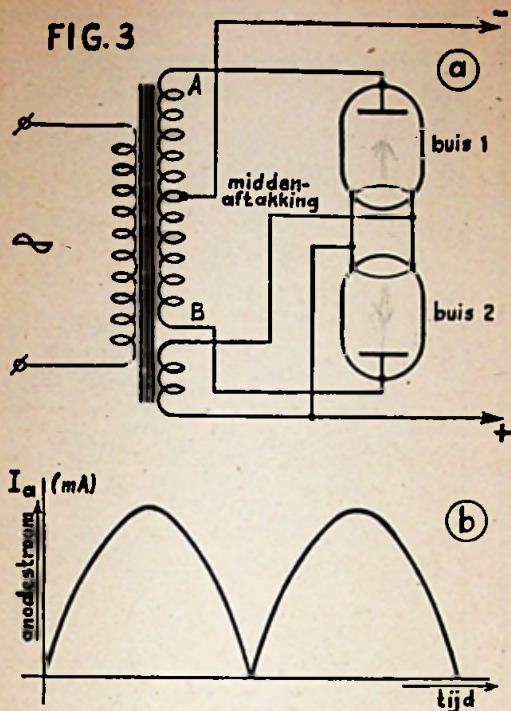 FIG.3
-
a
A
buis 1
midden-
aftakking
B
buis 2
+
Ia (mA)
b
anodestroom
tijd